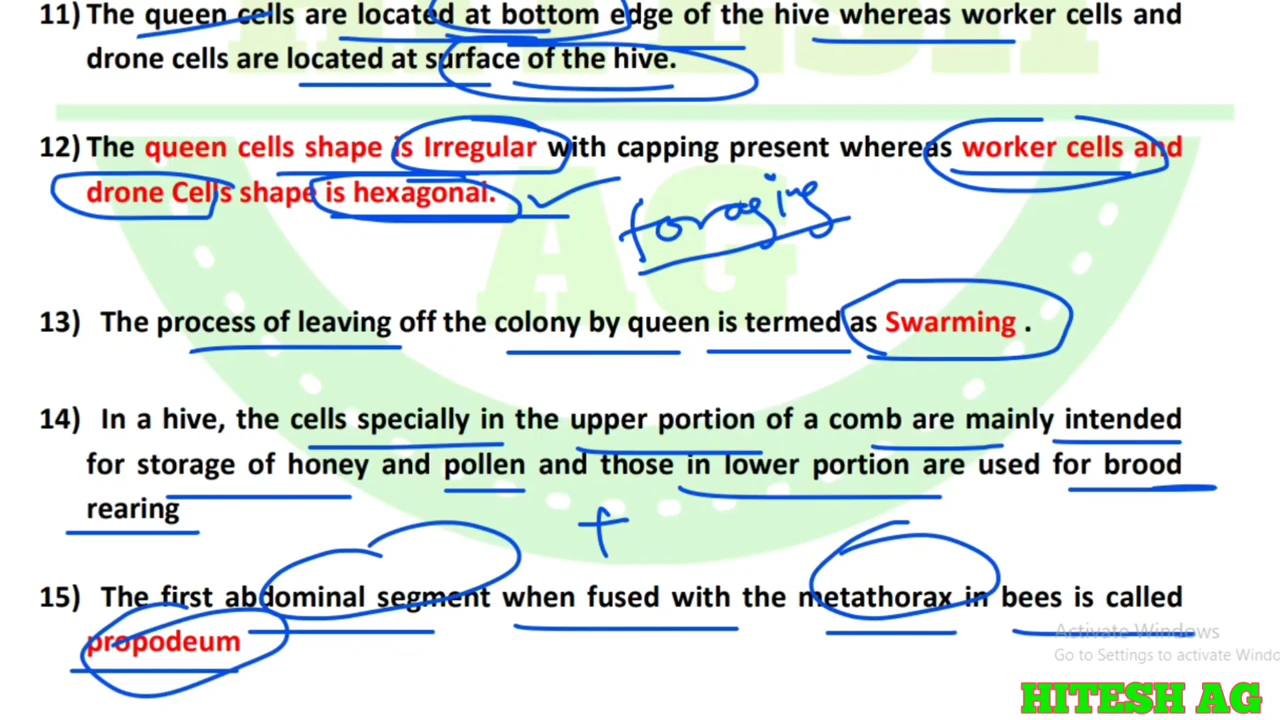 11) The queen cells are located at bottom edge of the hive whereas worker cells and
drone cells are located at surface of the hive.
12) The queen cells shape is Irregular with capping present whereas worker cells and
drone Cells shape is hexagonal.
foraging
13) The process of leaving off the colony by queen is termed as Swarming .
14) In a hive, the cells specially in the upper portion of a comb are mainly intended
for storage of honey and pollen and those in lower portion are used for brood
rearing
+
15) The first abdominal segment when fused with the metathorax in bees is called
propodeum
AG
Activate Windows
Go to Settings to activate Windo
HITESH AG